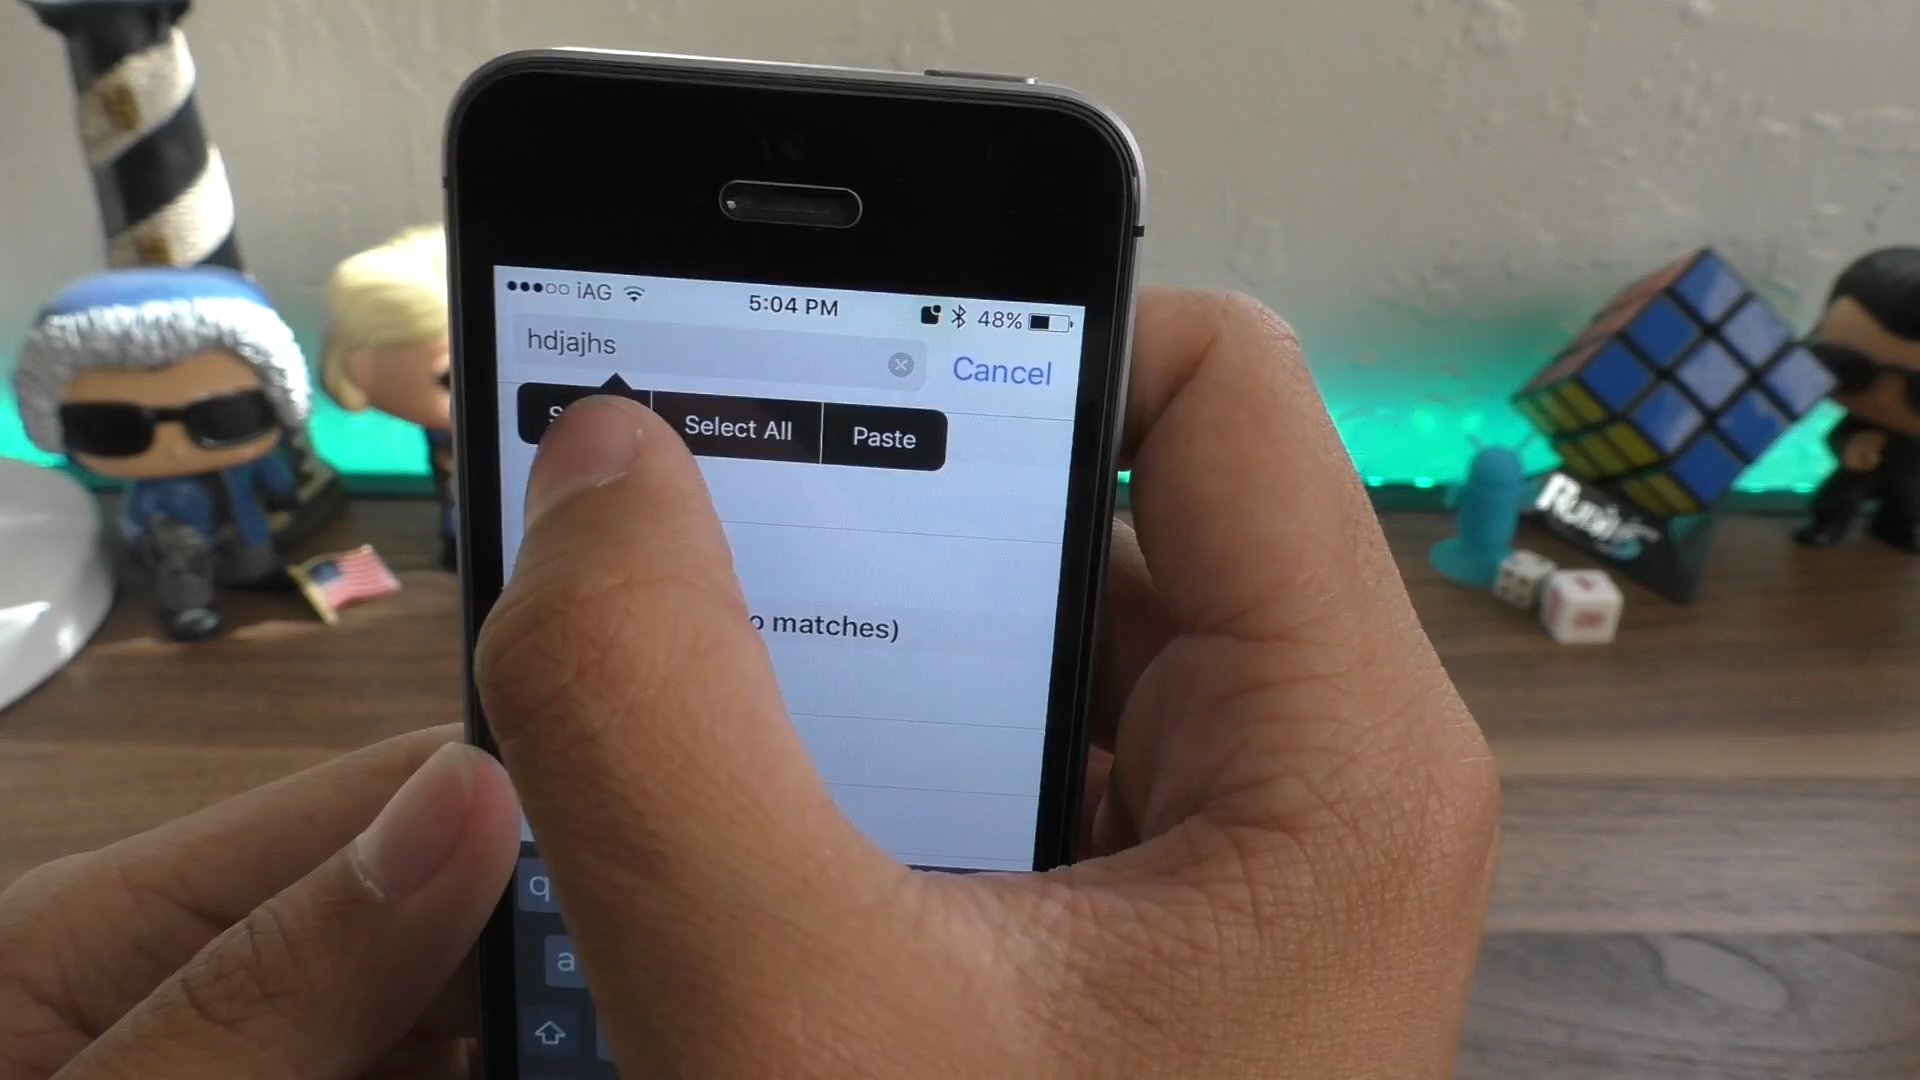 iAG 5:04 PM 48%
hdjajhs
Cancel
Select All Paste
matches)
q
a